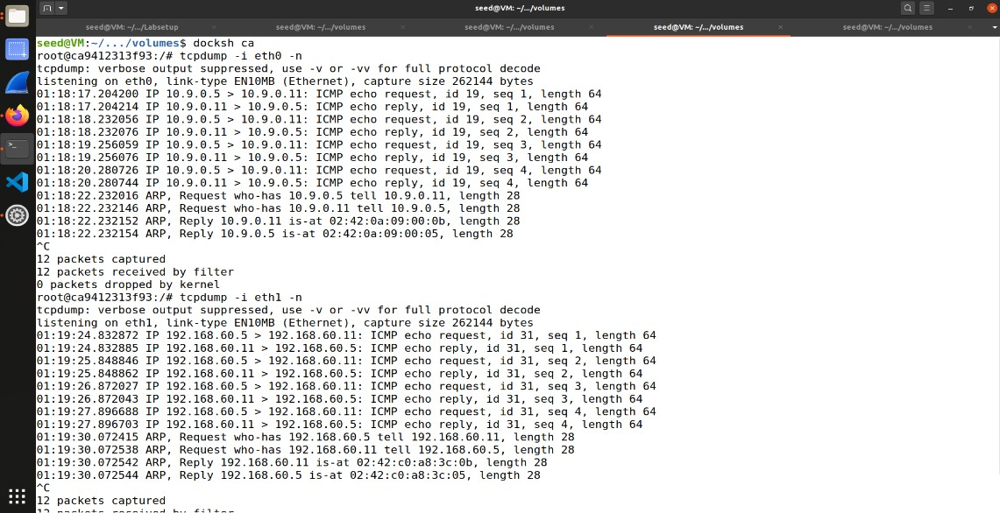 seed@VM: ~/.../volumes
seed@VM: ~/.../Labsetup
seed@VM: ~/.../volumes
seed@VM: ~/.../volumes
seed@VM: ~/.../volumes
seed@VM: ~/.../volumes
seed@VM:~/.../volumes$ docksh ca
root@ca9412313f93:/# tcpdump -i eth0 -n
tcpdump: verbose output suppressed, use -v or -vv for full protocol decode
listening on eth0, link-type EN10MB (Ethernet), capture size 262144 bytes
01:18:17.204200 IP 10.9.0.5 > 10.9.0.11: ICMP echo request, id 19, seq 1, length 64
01:18:17.204214 IP 10.9.0.11 > 10.9.0.5: ICMP echo reply, id 19, seq 1, length 64
01:18:18.232056 IP 10.9.0.5 > 10.9.0.11: ICMP echo request, id 19, seq 2, length 64
01:18:18.232076 IP 10.9.0.11 > 10.9.0.5: ICMP echo reply, id 19, seq 2, length 64
01:18:19.256059 IP 10.9.0.5 > 10.9.0.11: ICMP echo request, id 19, seq 3, length 64
01:18:19.256076 IP 10.9.0.11 > 10.9.0.5: ICMP echo reply, id 19, seq 3, length 64
01:18:20.280726 IP 10.9.0.5 > 10.9.0.11: ICMP echo request, id 19, seq 4, length 64
01:18:20.280744 IP 10.9.0.11 > 10.9.0.5: ICMP echo reply, id 19, seq 4, length 64
01:18:22.232016 ARP, Request who-has 10.9.0.5 tell 10.9.0.11, length 28
01:18:22.232146 ARP, Request who-has 10.9.0.11 tell 10.9.0.5, length 28
01:18:22.232152 ARP, Reply 10.9.0.11 is-at 02:42:0a:09:00:0b, length 28
01:18:22.232154 ARP, Reply 10.9.0.5 is-at 02:42:0a:09:00:05, length 28
^C
12 packets captured
12 packets received by filter
0 packets dropped by kernel
root@ca9412313f93:/# tcpdump -i eth1 -n
tcpdump: verbose output suppressed, use -v or -vv for full protocol decode
listening on eth1, link-type EN10MB (Ethernet), capture size 262144 bytes
01:19:24.832872 IP 192.168.60.5 > 192.168.60.11: ICMP echo request, id 31, seq 1, length 64
01:19:24.832885 IP 192.168.60.11 > 192.168.60.5: ICMP echo reply, id 31, seq 1, length 64
01:19:25.848846 IP 192.168.60.5 > 192.168.60.11: ICMP echo request, id 31, seq 2, length 64
01:19:25.848862 IP 192.168.60.11 > 192.168.60.5: ICMP echo reply, id 31, seq 2, length 64
01:19:26.872027 IP 192.168.60.5 > 192.168.60.11: ICMP echo request, id 31, seq 3, length 64
01:19:26.872043 IP 192.168.60.11 > 192.168.60.5: ICMP echo reply, id 31, seq 3, length 64
01:19:27.896688 IP 192.168.60.5 > 192.168.60.11: ICMP echo request, id 31, seq 4, length 64
01:19:27.896703 IP 192.168.60.11 > 192.168.60.5: ICMP echo reply, id 31, seq 4, length 64
01:19:30.072415 ARP, Request who-has 192.168.60.5 tell 192.168.60.11, length 28
01:19:30.072538 ARP, Request who-has 192.168.60.11 tell 192.168.60.5, length 28
01:19:30.072542 ARP, Reply 192.168.60.11 is-at 02:42:c0:a8:3c:0b, length 28
01:19:30.072544 ARP, Reply 192.168.60.5 is-at 02:42:c0:a8:3c:05, length 28
^C
12 packets captured
12 packets received by filter